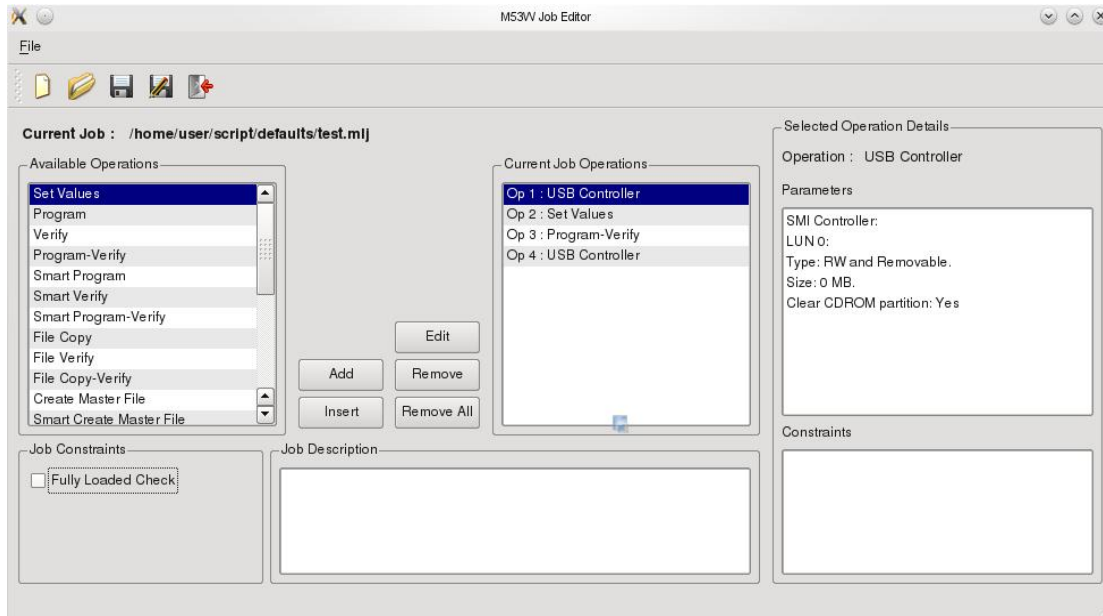 M53W Job Editor
File
Current Job : /home/user/script/defaults/test.mlj
Available Operations
Set Values
Program
Verify
Program-Verify
Smart Program
Smart Verify
Smart Program-Verify
File Copy
File Verify
File Copy-Verify
Create Master File
Smart Create Master File
Edit
Add
Remove
Insert
Remove All
Current Job Operations
Op 1 : USB Controller
Op 2 : Set Values
Op 3 : Program-Verify
Op 4 : USB Controller
Selected Operation Details
Operation : USB Controller
Parameters
SMI Controller:
LUN 0:
Type: RW and Removable.
Size: 0 MB.
Clear CDROM partition: Yes
Constraints
Job Constraints
Fully Loaded Check
Job Description